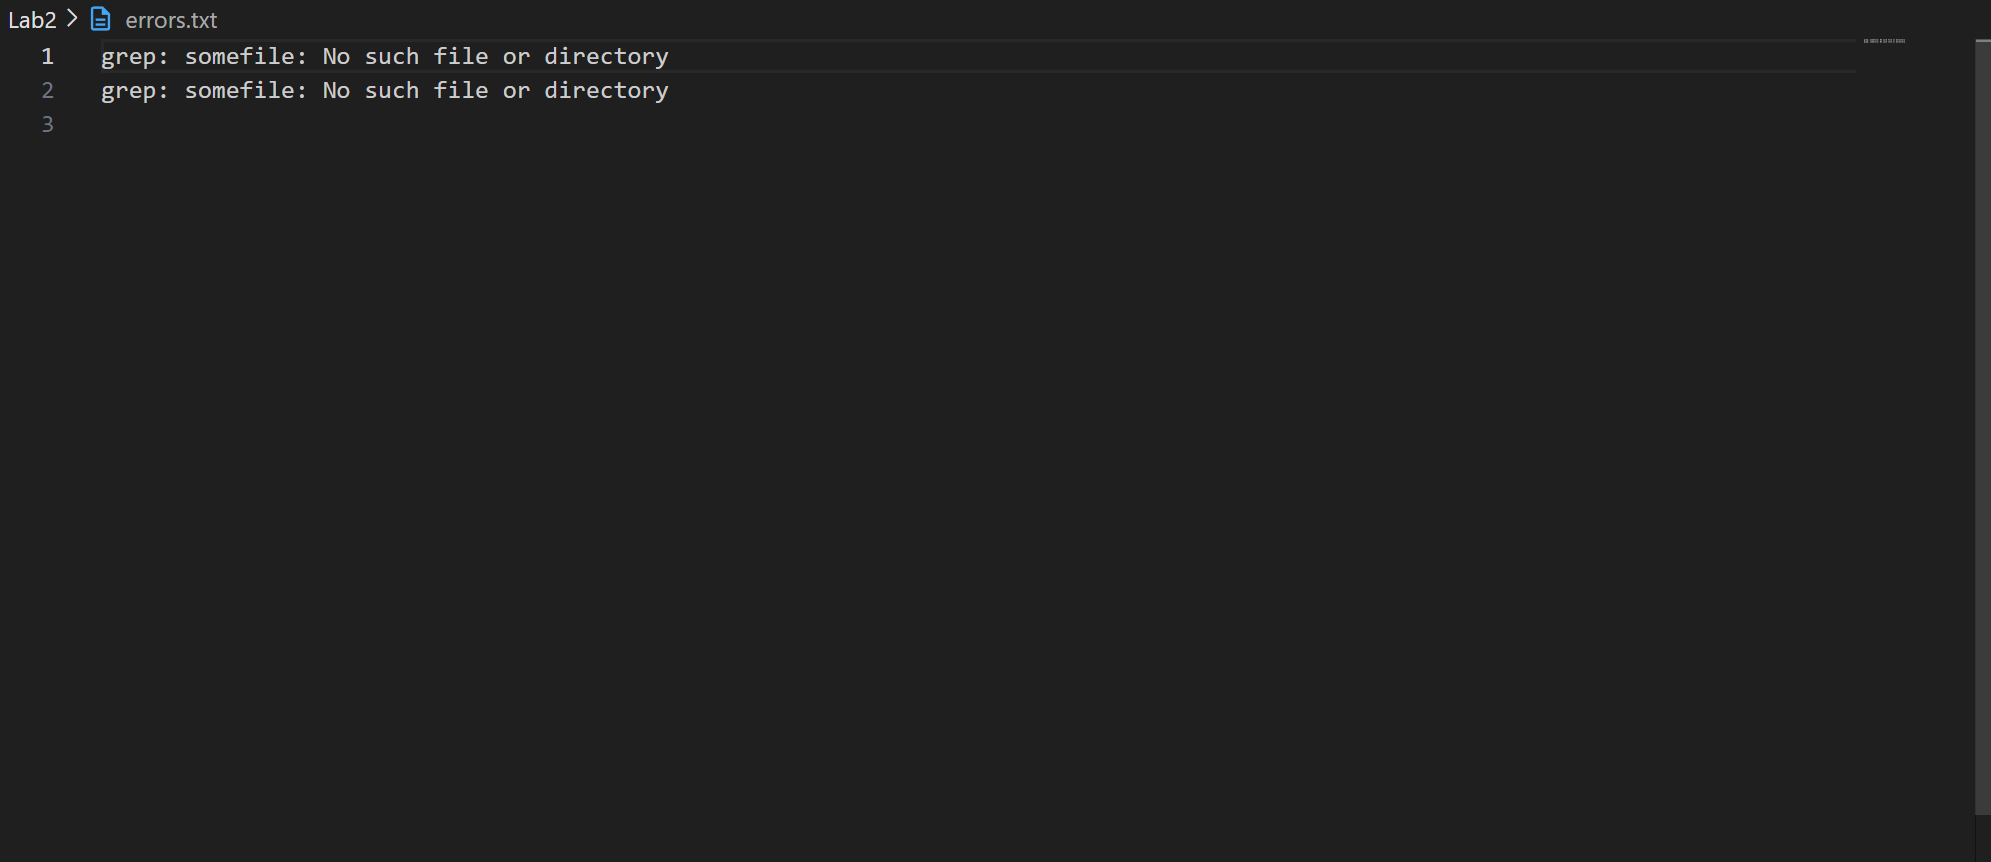 Lab2 > errors.txt
1 grep: somefile: No such file or directory
2 grep: somefile: No such file or directory
3